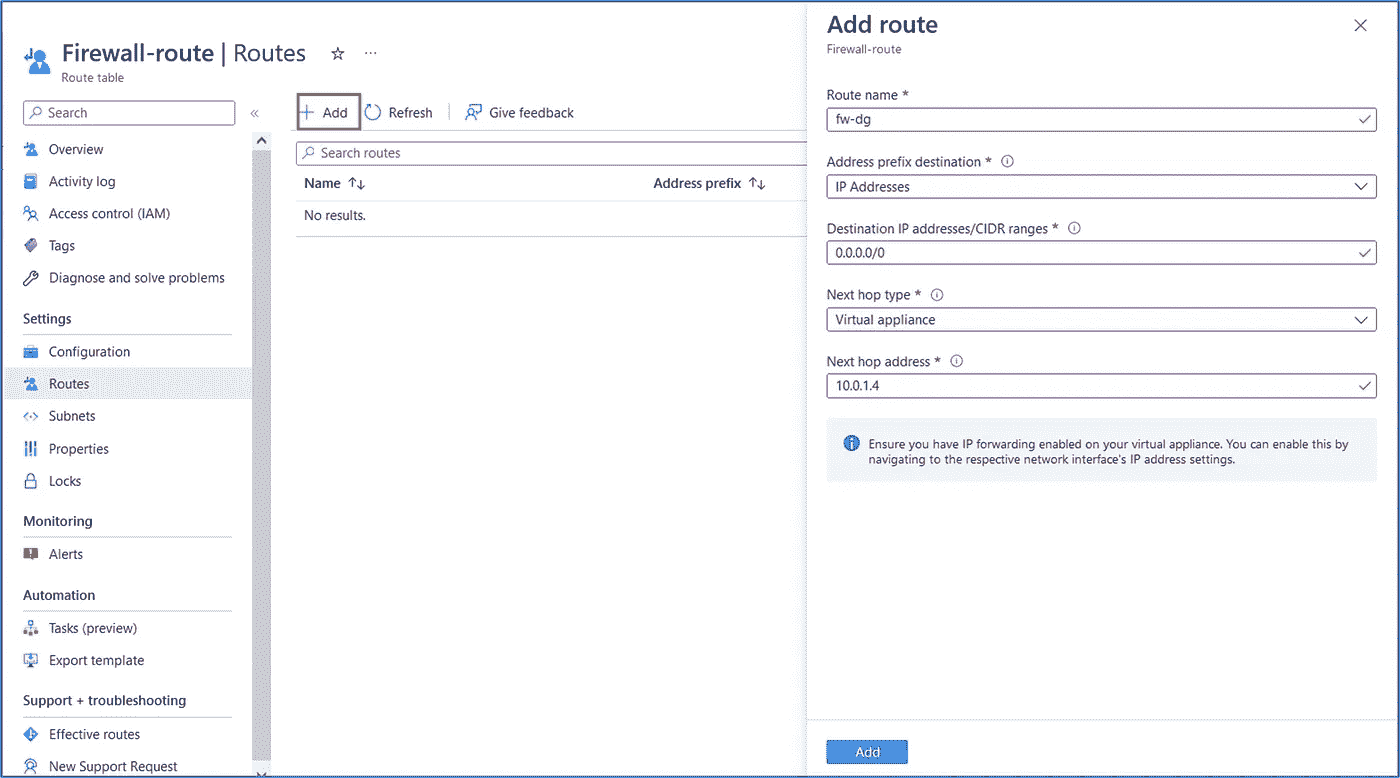 Firewall-route | Routes ☆ ...
Route table
Search «
Overview
Activity log
Access control (IAM)
Tags
Diagnose and solve problems
Settings
Configuration
Routes
Subnets
Properties
Locks
Monitoring
Alerts
Automation
Tasks (preview)
Export template
Support + troubleshooting
Effective routes
New Support Request
+ Add Refresh | Give feedback
Search routes
Name ↑↓ Address prefix ↑↓
No results.
Add route
Firewall-route
Route name *
fw-dg
Address prefix destination *
IP Addresses
Destination IP addresses/CIDR ranges *
0.0.0.0/0
Next hop type *
Virtual appliance
Next hop address *
10.0.1.4
Ensure you have IP forwarding enabled on your virtual appliance. You can enable this by
navigating to the respective network interface's IP address settings.
Add